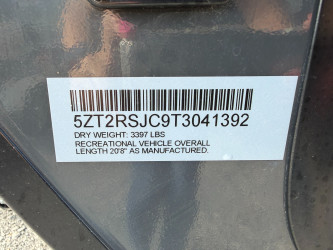 5ZT2RSJC9T3041392
DRY WEIGHT: 3397 LBS
RECREATIONAL VEHICLE OVERALL
LENGTH 20'8" AS MANUFACTURED.